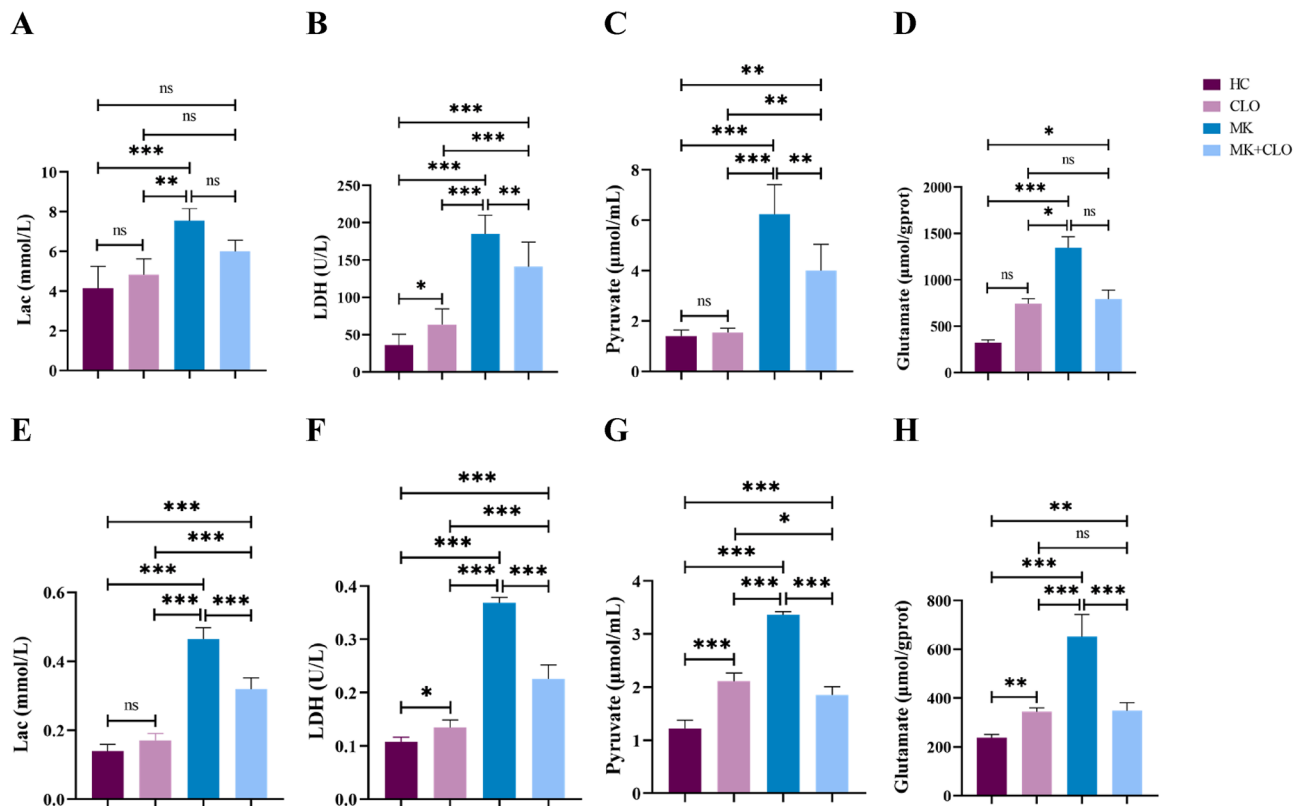 A
B
C
D
HC
CLO
MK
MK+CLO
ns
ns
***
** ns
ns
Lac (mmol/L)
10
8
6
4
2
0
***
***
***
*** **
*
LDH (U/L)
250
200
150
100
50
0
**
**
***
*** **
ns
Pyruvate (μmol/mL)
8
6
4
2
0
*
ns
***
* ns
ns
Glutamate (μmol/gprot)
2000
1500
1000
500
0
E
F
G
H
***
***
***
*** ***
ns
Lac (mmol/L)
0.6
0.4
0.2
0.0
***
***
***
*** ***
*
LDH (U/L)
0.4
0.3
0.2
0.1
0.0
***
*
***
*** ***
***
Pyruvate (μmol/mL)
4
3
2
1
0
**
ns
***
*** ***
**
Glutamate (μmol/gprot)
800
600
400
200
0